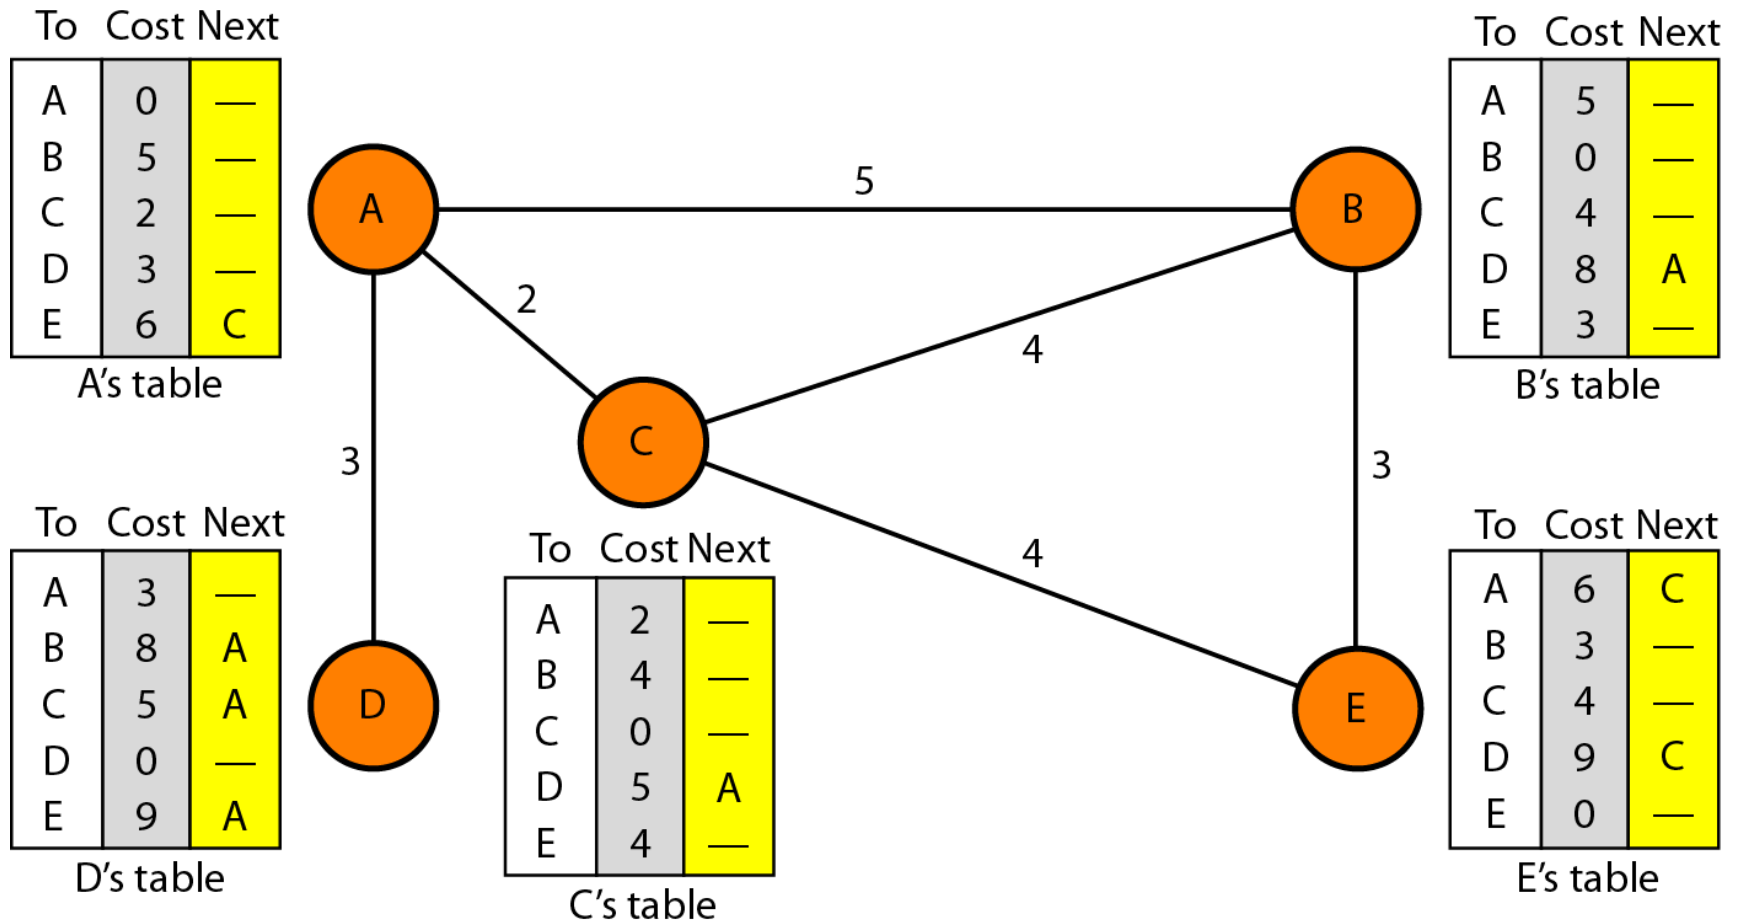 To Cost Next
A 0 —
B 5 —
C 2 —
D 3 —
E 6 C
A's table
To Cost Next
A 5 —
B 0 —
C 4 —
D 8 A
E 3 —
B's table
A
5
B
2
4
C
3
3
4
D
E
To Cost Next
A 3 —
B 8 A
C 5 A
D 0 —
E 9 A
D's table
To Cost Next
A 2 —
B 4 —
C 0 —
D 5 A
E 4 —
C's table
To Cost Next
A 6 C
B 3 —
C 4 —
D 9 C
E 0 —
E's table